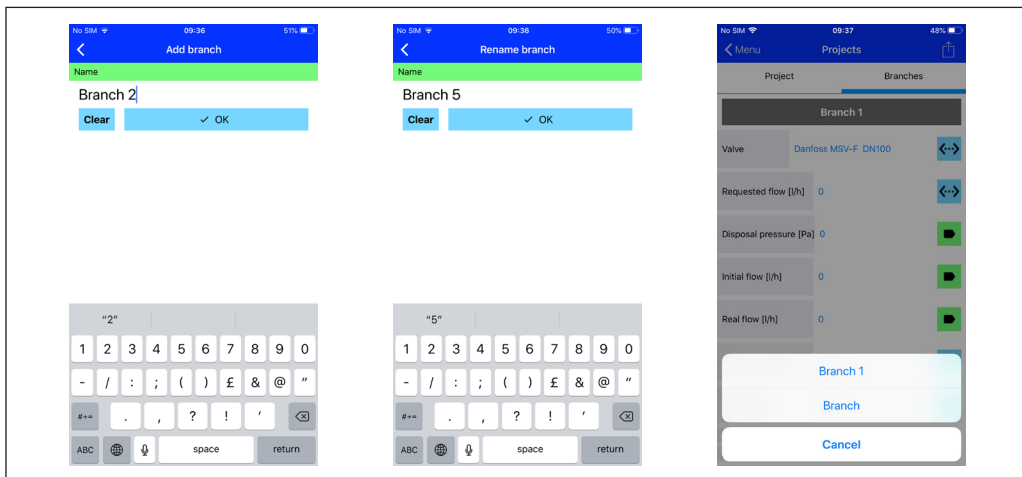 No SIM 09:36 51%
Add branch
Name
Branch 2
Clear ✓ OK
"2"
1 2 3 4 5 6 7 8 9 0
- / : ; ( ) £ & @ "
#+= . , ? ! '
ABC space return
No SIM 09:36 50%
Rename branch
Name
Branch 5
Clear ✓ OK
"5"
1 2 3 4 5 6 7 8 9 0
- / : ; ( ) £ & @ "
#+= . , ? ! '
ABC space return
No SIM 09:37 48%
Menu Projects
Project Branches
Branch 1
Valve Danfoss MSV-F DN100
Requested flow [l/h] 0
Disposal pressure [Pa] 0
Initial flow [l/h] 0
Real flow [l/h] 0
Branch 1
Branch
Cancel